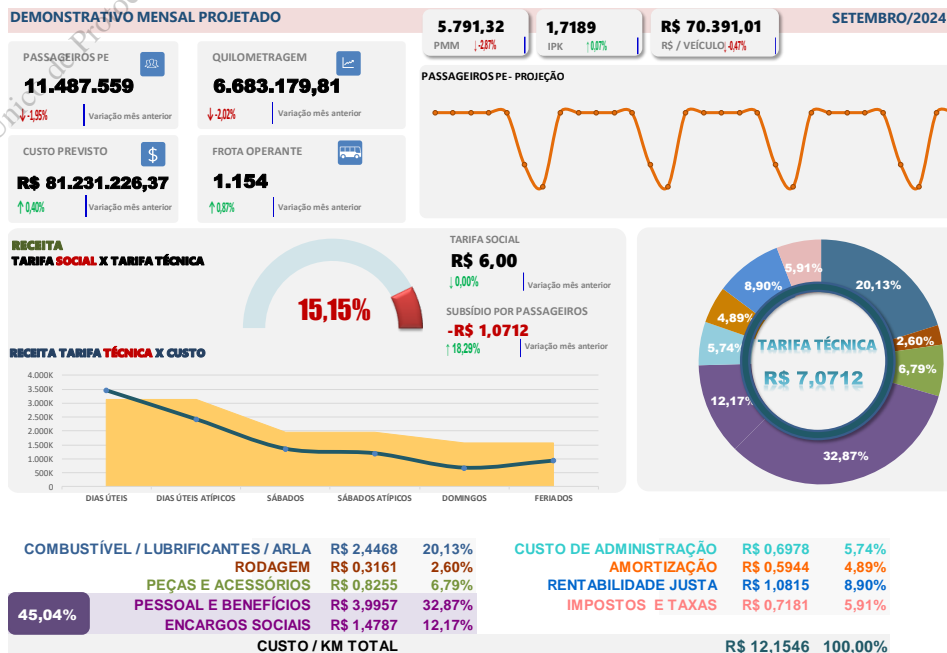 DEMONSTRATIVO MENSAL PROJETADO
SETEMBRO/2024
5.791,32
PMM ↓-2,87%
1,7189
IPK ↑0,07%
R$ 70.391,01
R$ / VEÍCULO ↓-0,47%
PASSAGEIROS PE
11.487.559
↓-1,95% Variação mês anterior
QUILOMETRAGEM
6.683.179,81
↓-2,02% Variação mês anterior
CUSTO PREVISTO
R$ 81.231.226,37
↑0,40% Variação mês anterior
FROTA OPERANTE
1.154
↑0,87% Variação mês anterior
PASSAGEIROS PE - PROJEÇÃO
RECEITA
TARIFA SOCIAL X TARIFA TÉCNICA
15,15%
TARIFA SOCIAL
R$ 6,00
↓0,00% Variação mês anterior
SUBSÍDIO POR PASSAGEIROS
-R$ 1,0712
↑18,29% Variação mês anterior
RECEITA TARIFA TÉCNICA X CUSTO
4.000K
3.500K
3.000K
2.500K
2.000K
1.500K
1.000K
500K
0
DIAS ÚTEIS DIAS ÚTEIS ATÍPICOS SÁBADOS SÁBADOS ATÍPICOS DOMINGOS FERIADOS
5,91%
20,13%
8,90%
4,89%
2,60%
5,74%
6,79%
12,17%
32,87%
TARIFA TÉCNICA
R$ 7,0712
COMBUSTÍVEL / LUBRIFICANTES / ARLA R$ 2,4468 20,13%
RODAGEM R$ 0,3161 2,60%
PEÇAS E ACESSÓRIOS R$ 0,8255 6,79%
45,04%
PESSOAL E BENEFÍCIOS R$ 3,9957 32,87%
ENCARGOS SOCIAIS R$ 1,4787 12,17%
CUSTO DE ADMINISTRAÇÃO R$ 0,6978 5,74%
AMORTIZAÇÃO R$ 0,5944 4,89%
RENTABILIDADE JUSTA R$ 1,0815 8,90%
IMPOSTOS E TAXAS R$ 0,7181 5,91%
CUSTO / KM TOTAL R$ 12,1546 100,00%